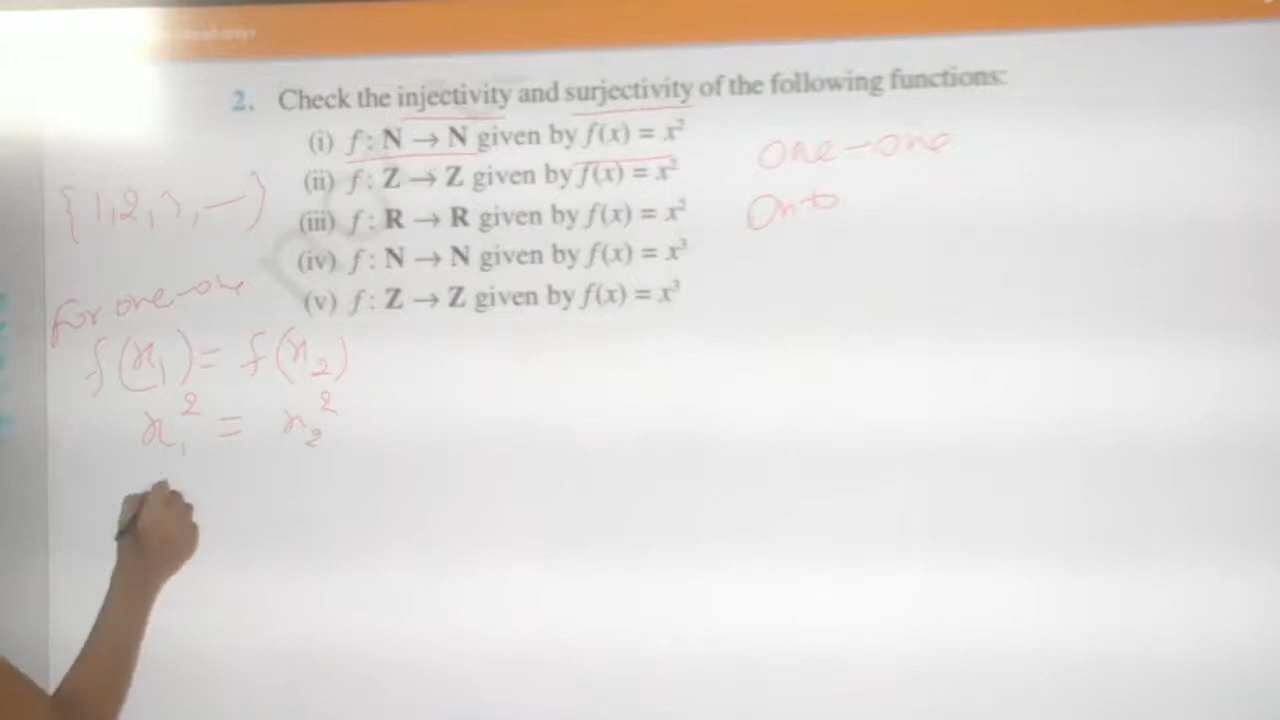 2. Check the injectivity and surjectivity of the following functions:
(i) f : N → N given by f(x) = x²
(ii) f : Z → Z given by f(x) = x²
(iii) f : R → R given by f(x) = x²
(iv) f : N → N given by f(x) = x³
(v) f : Z → Z given by f(x) = x³
one-one
Onto
{1,2,3,—}
For one-one
f(x₁) = f(x₂)
x₁² = x₂²